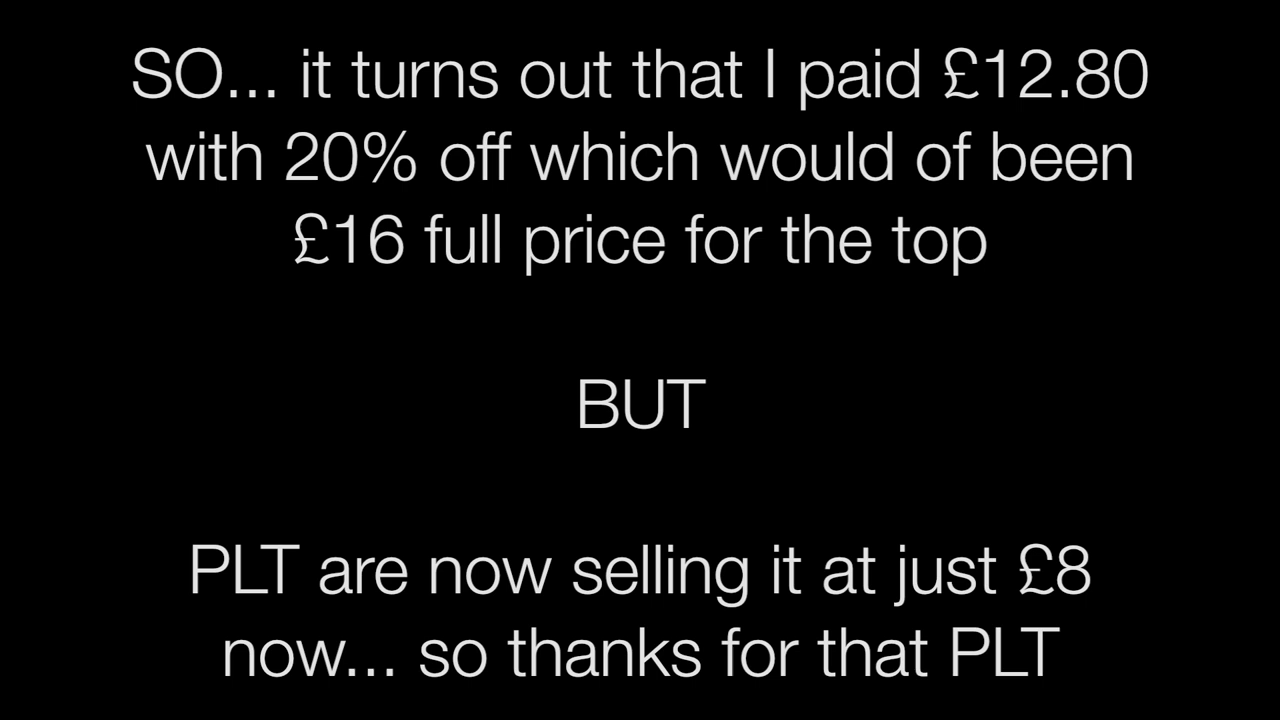 SO... it turns out that I paid £12.80
with 20% off which would of been
£16 full price for the top
BUT
PLT are now selling it at just £8
now... so thanks for that PLT